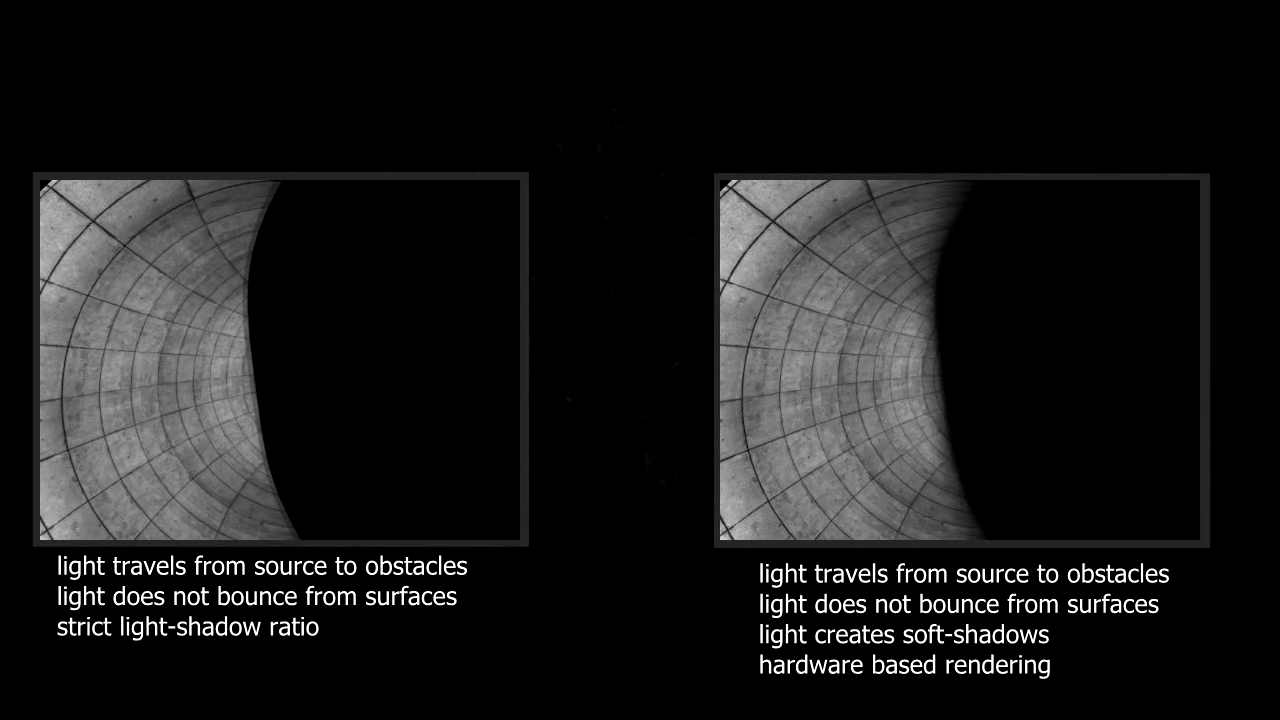 light travels from source to obstacles
light does not bounce from surfaces
strict light-shadow ratio
light travels from source to obstacles
light does not bounce from surfaces
light creates soft-shadows
hardware based rendering